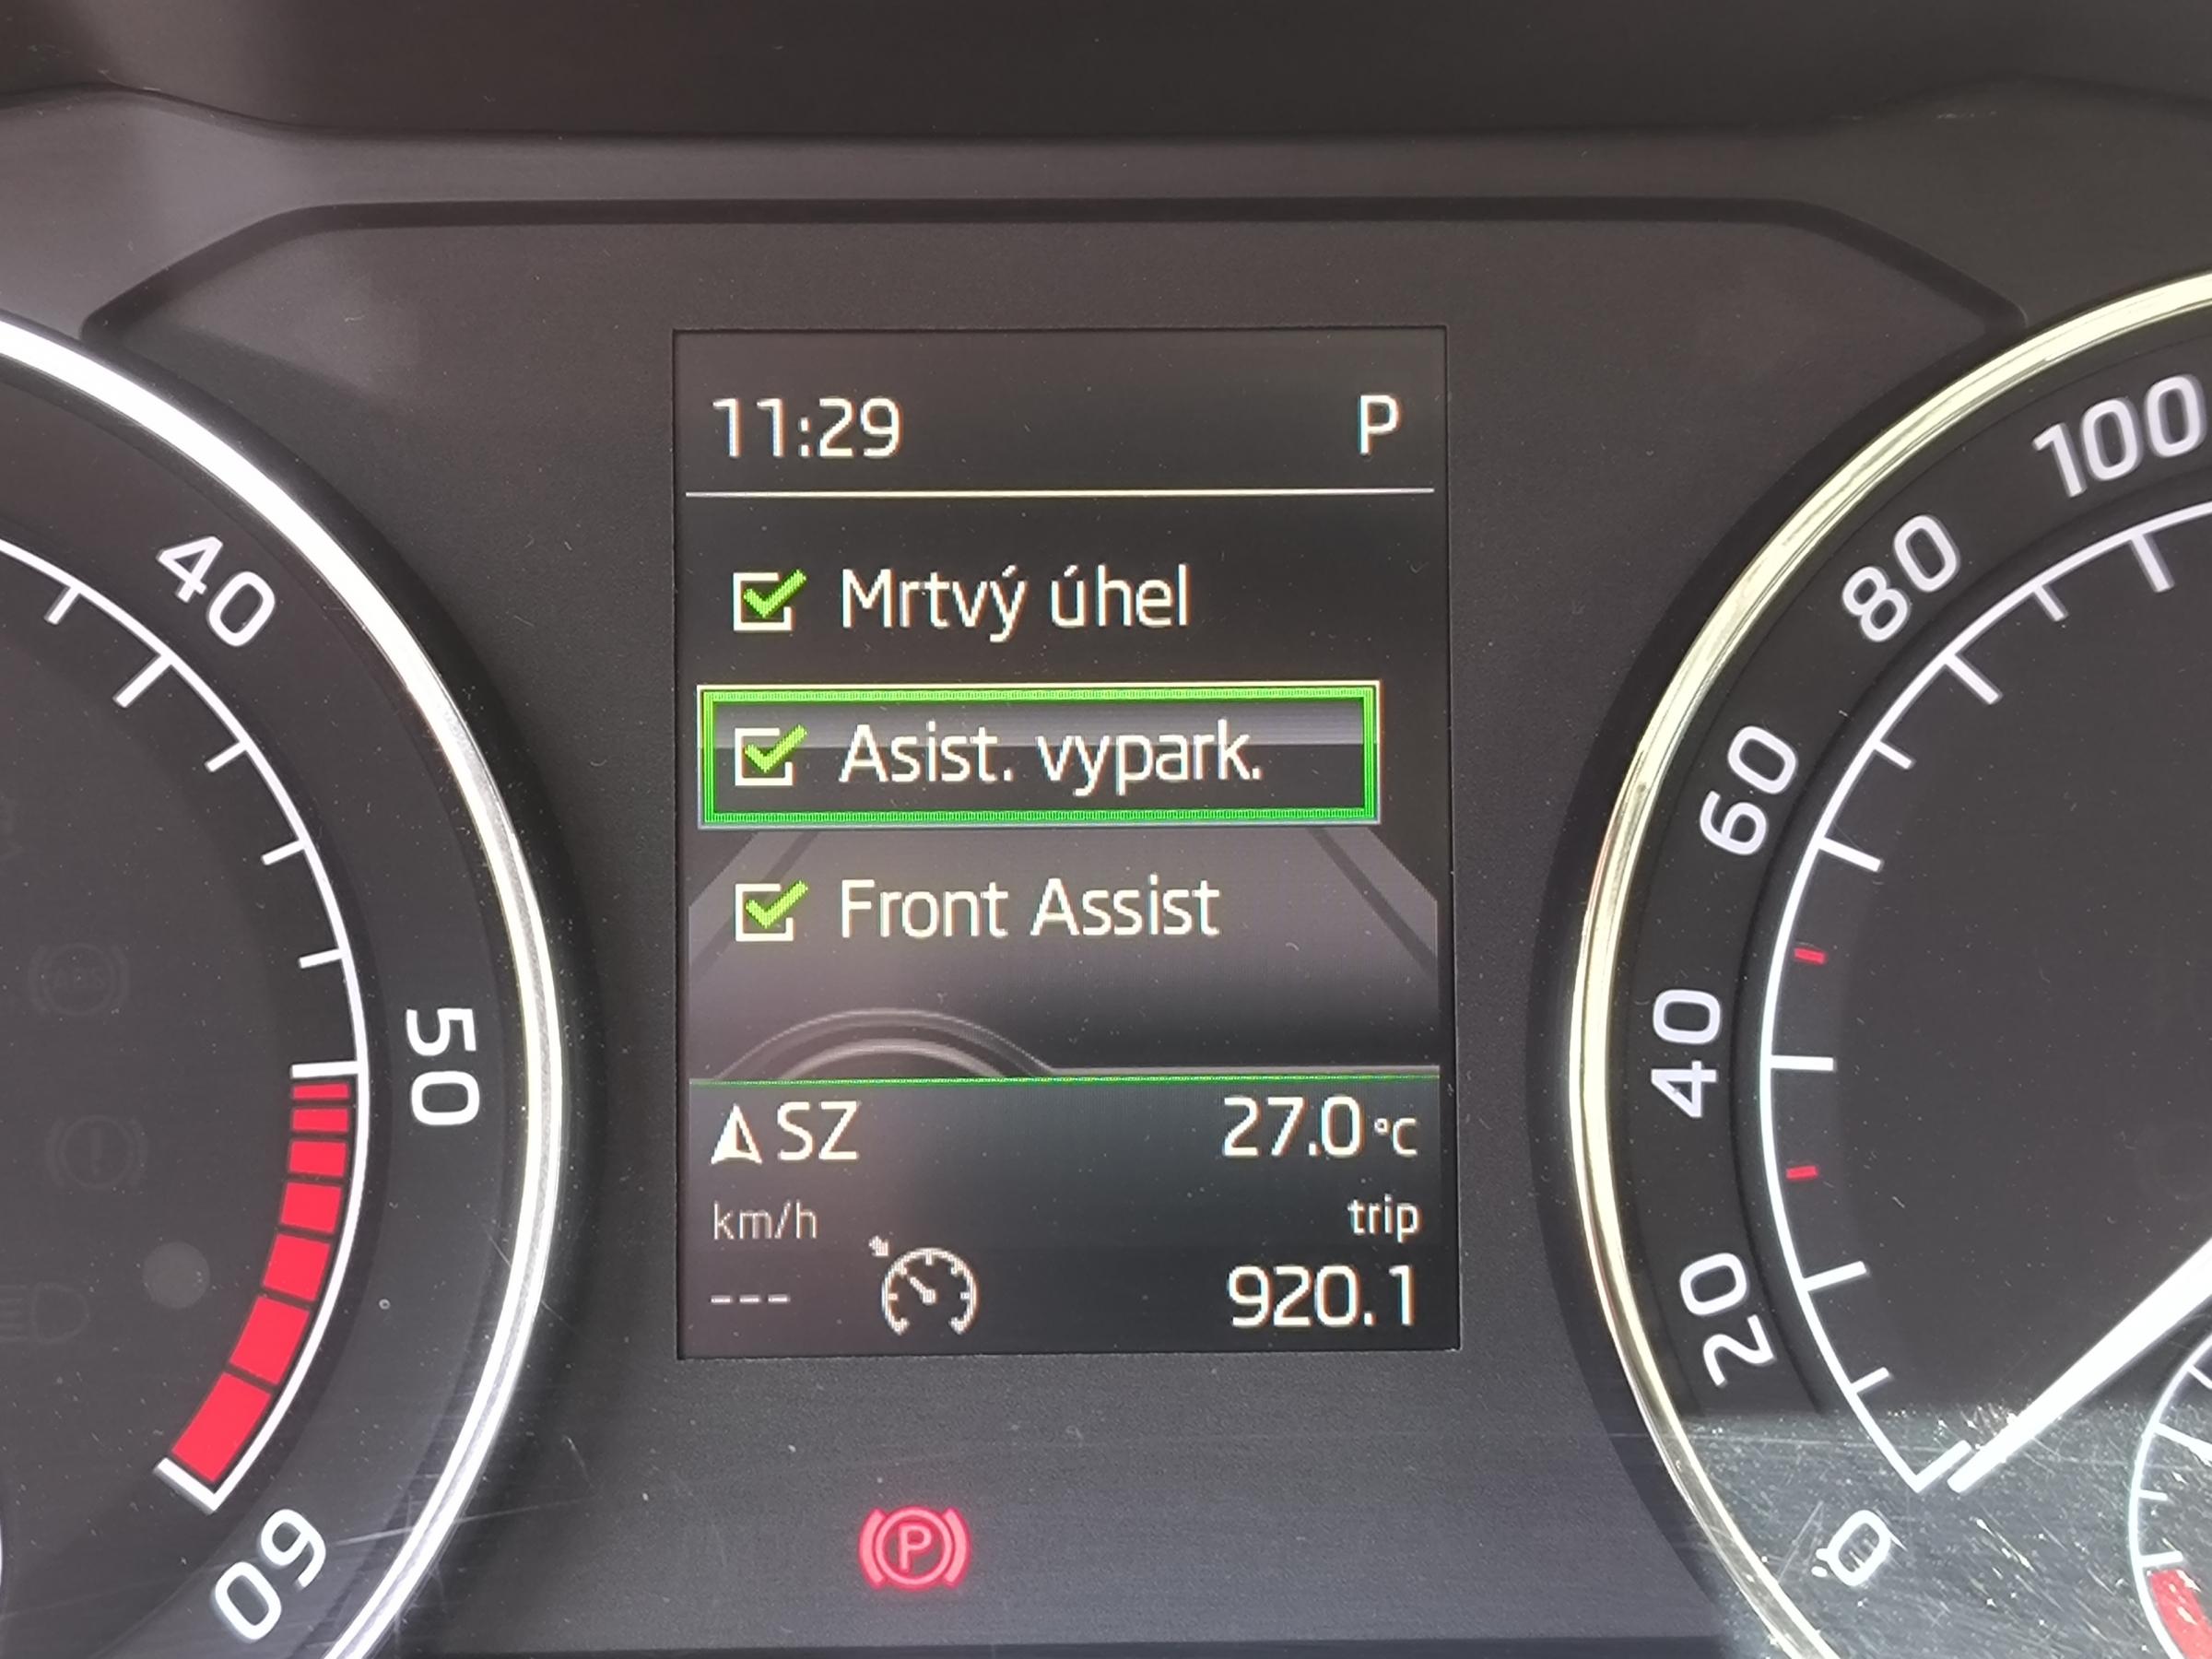 11:29 P
Mrtvý úhel
Asist. vypark.
Front Assist
SZ 27.0 °C
km/h trip
--- 920.1
40
50
60
100
80
60
40
20
0
P